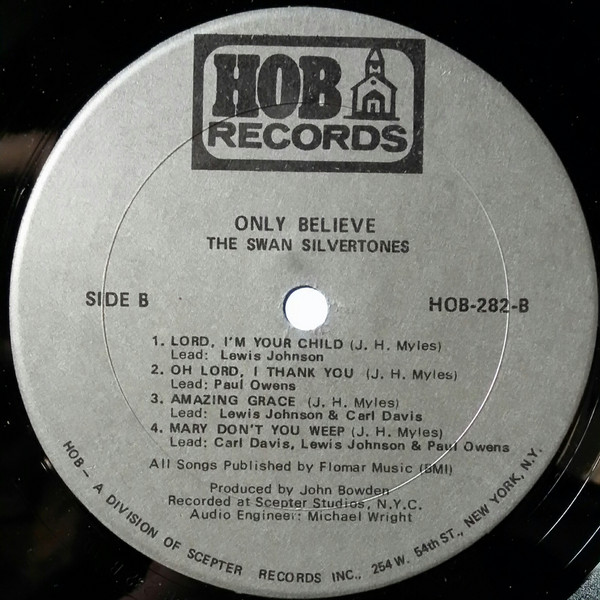 HOB
RECORDS
ONLY BELIEVE
THE SWAN SILVERTONES
SIDE B
HOB-282-B
1. LORD, I'M YOUR CHILD (J. H. Myles)
Lead: Lewis Johnson
2. OH LORD, I THANK YOU (J. H. Myles)
Lead: Paul Owens
3. AMAZING GRACE (J. H. Myles)
Lead: Lewis Johnson & Carl Davis
4. MARY DON'T YOU WEEP (J. H. Myles)
Lead: Carl Davis, Lewis Johnson & Paul Owens
All Songs Published by Flomar Music (BMI)
Produced by John Bowden
Recorded at Scepter Studios, N.Y.C.
Audio Engineer: Michael Wright
HOB — A DIVISION OF SCEPTER RECORDS INC., 254 W. 54th ST., NEW YORK, N.Y.